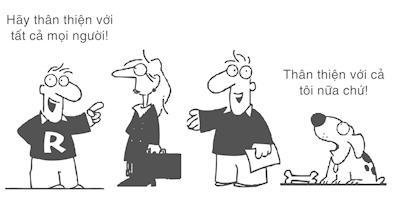 Hãy thân thiện với
tất cả mọi người!
Thân thiện với cả
tôi nữa chứ!
R